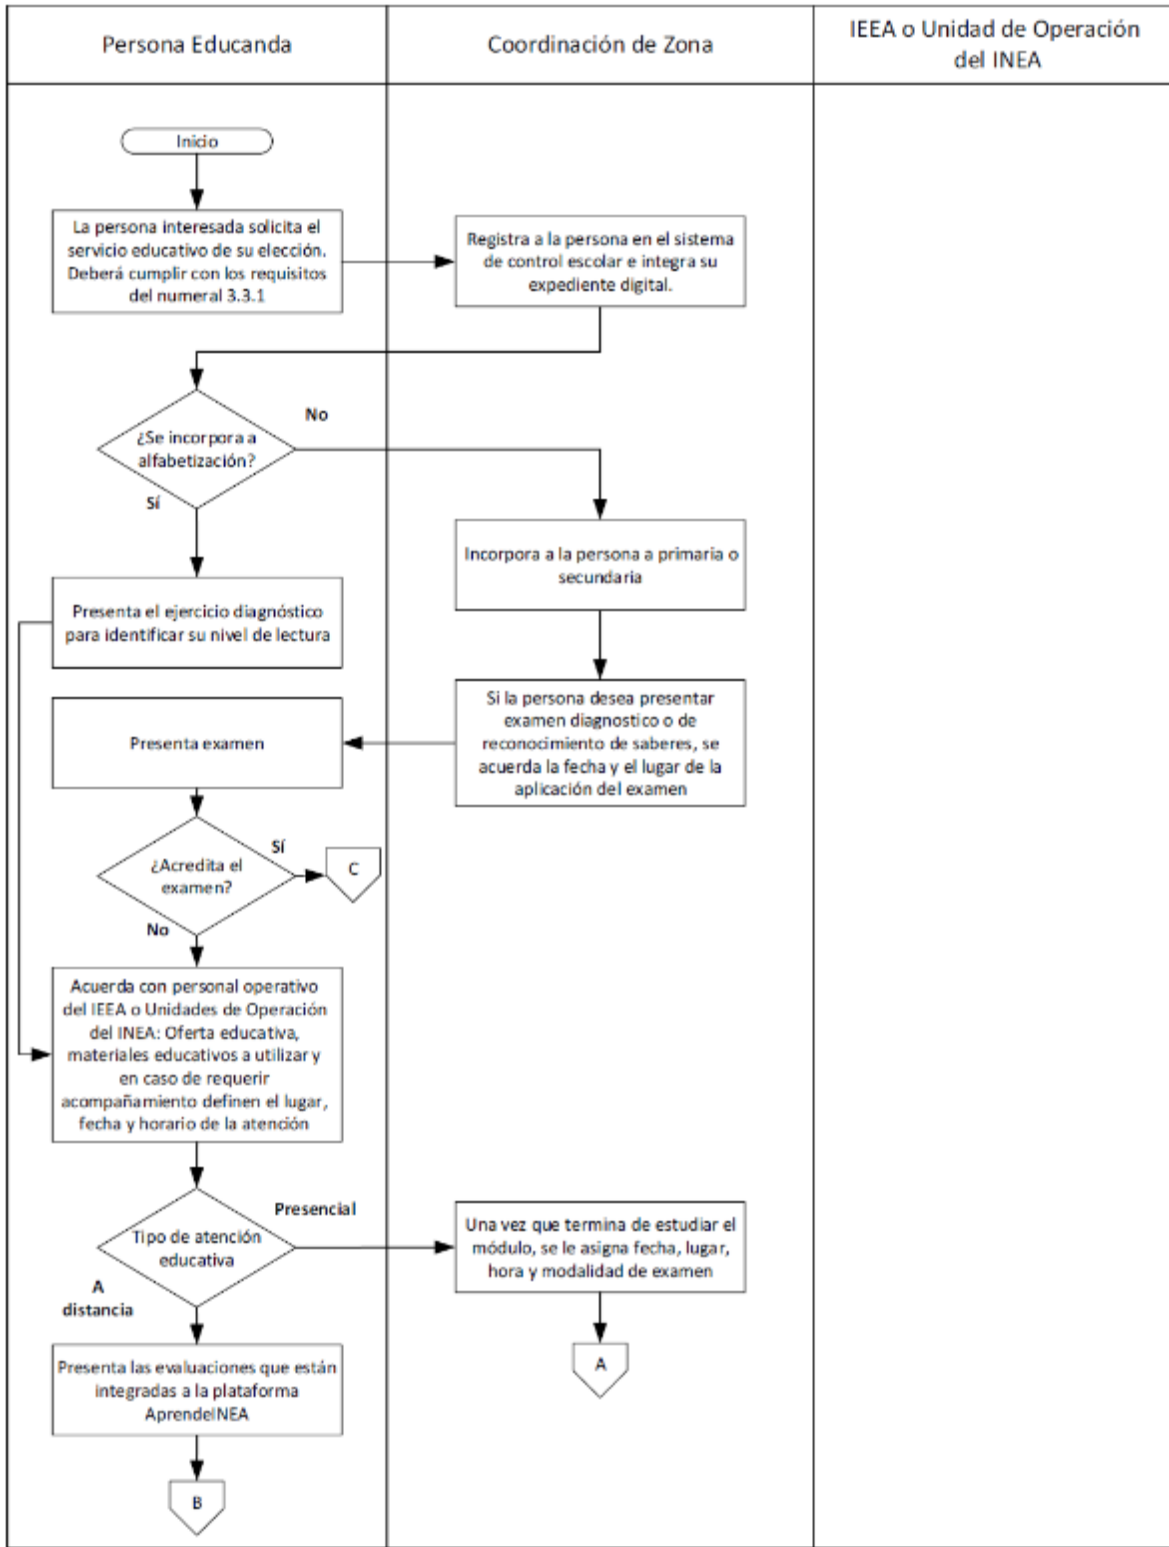 Persona Educanda
Coordinación de Zona
IEEA o Unidad de Operación
del INEA
Inicio
La persona interesada solicita el
servicio educativo de su elección.
Deberá cumplir con los requisitos
del numeral 3.3.1
Registra a la persona en el sistema
de control escolar e integra su
expediente digital.
¿Se incorpora a
alfabetización?
No
Sí
Incorpora a la persona a primaria o
secundaria
Presenta el ejercicio diagnóstico
para identificar su nivel de lectura
Si la persona desea presentar
examen diagnostico o de
reconocimiento de saberes, se
acuerda la fecha y el lugar de la
aplicación del examen
Presenta examen
¿Acredita el
examen?
Sí
C
No
Acuerda con personal operativo
del IEEA o Unidades de Operación
del INEA: Oferta educativa,
materiales educativos a utilizar y
en caso de requerir
acompañamiento definen el lugar,
fecha y horario de la atención
Tipo de atención
educativa
Presencial
A
distancia
Una vez que termina de estudiar el
módulo, se le asigna fecha, lugar,
hora y modalidad de examen
A
Presenta las evaluaciones que están
integradas a la plataforma
AprendeINEA
B